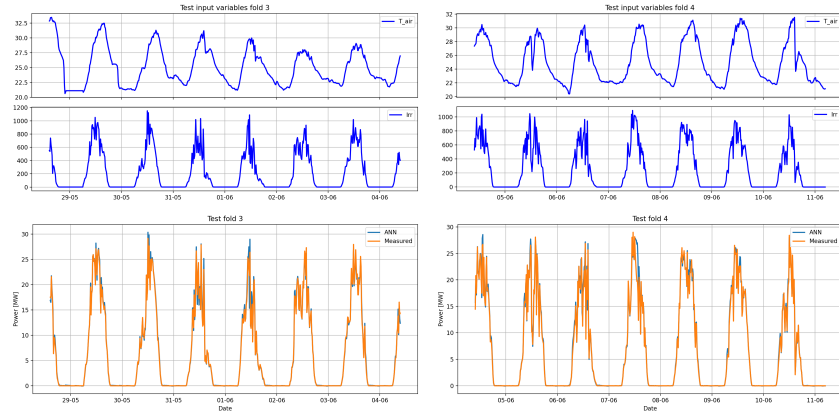 Test input variables fold 3
T_air
32.5
30.0
27.5
25.0
22.5
20.0
Irr
1200
1000
800
600
400
200
0
29-05 30-05 31-05 01-06 02-06 03-06 04-06
Test fold 3
ANN
Measured
30
25
20
15
10
5
0
Power [MW]
29-05 30-05 31-05 01-06 02-06 03-06 04-06
Date
Test input variables fold 4
T_air
32
30
28
26
24
22
20
Irr
1000
800
600
400
200
0
05-06 06-06 07-06 08-06 09-06 10-06 11-06
Test fold 4
ANN
Measured
30
25
20
15
10
5
0
Power [MW]
05-06 06-06 07-06 08-06 09-06 10-06 11-06
Date